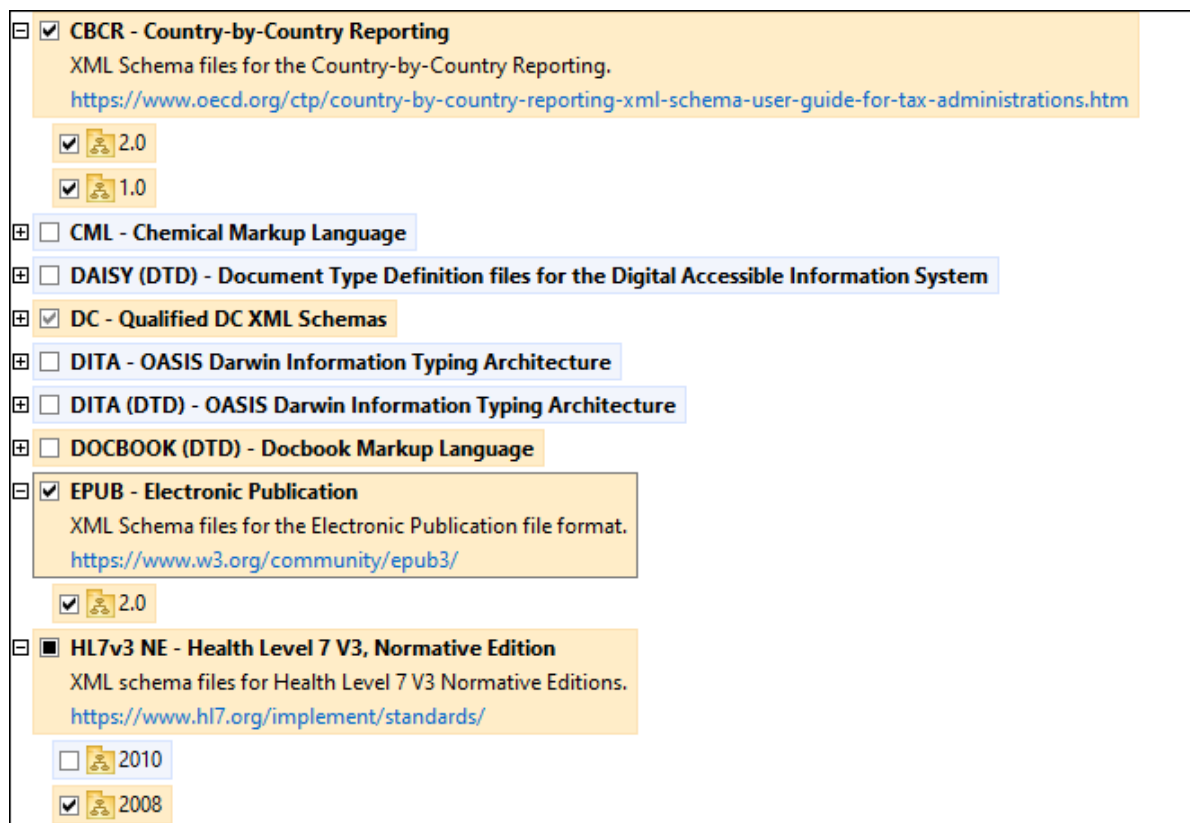 CBCR - Country-by-Country Reporting
XML Schema files for the Country-by-Country Reporting.
https://www.oecd.org/ctp/country-by-country-reporting-xml-schema-user-guide-for-tax-administrations.htm
2.0
1.0
CML - Chemical Markup Language
DAISY (DTD) - Document Type Definition files for the Digital Accessible Information System
DC - Qualified DC XML Schemas
DITA - OASIS Darwin Information Typing Architecture
DITA (DTD) - OASIS Darwin Information Typing Architecture
DOCBOOK (DTD) - Docbook Markup Language
EPUB - Electronic Publication
XML Schema files for the Electronic Publication file format.
https://www.w3.org/community/epub3/
2.0
HL7v3 NE - Health Level 7 V3, Normative Edition
XML schema files for Health Level 7 V3 Normative Editions.
https://www.hl7.org/implement/standards/
2010
2008